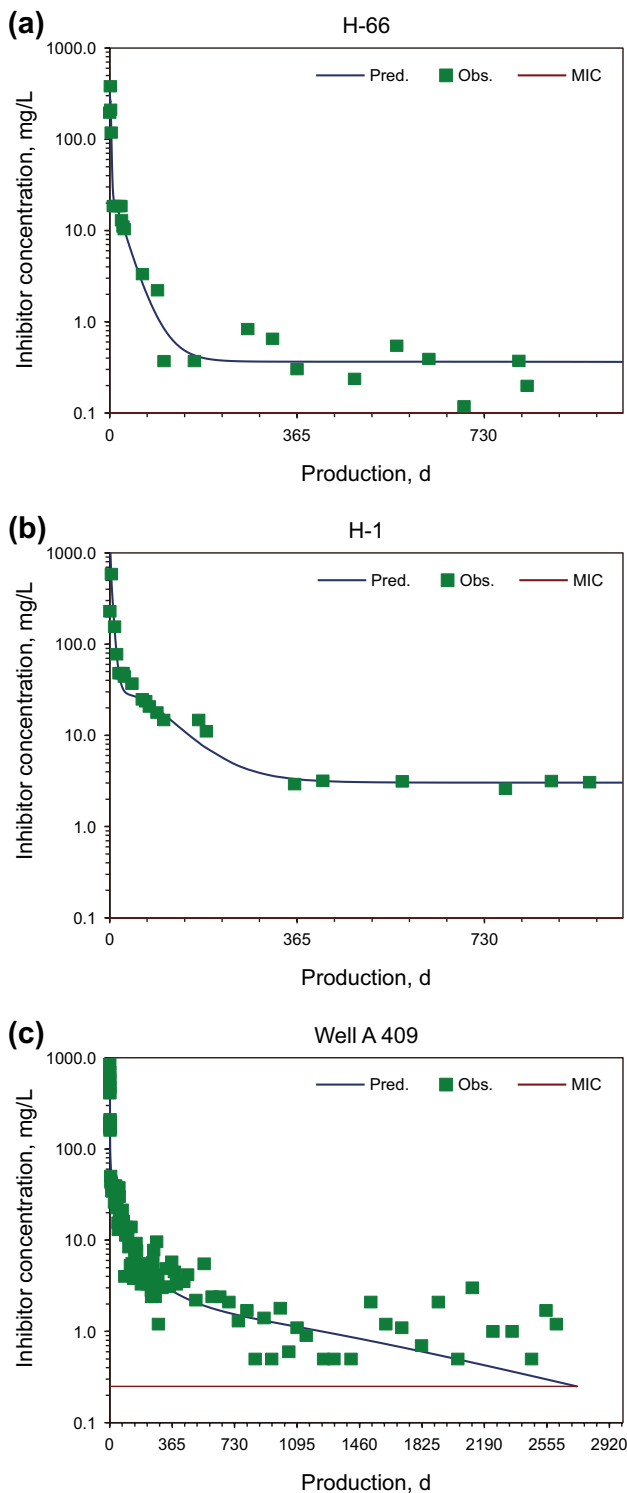 (a)
H-66
Inhibitor concentration, mg/L
1000.0
100.0
10.0
1.0
0.1
Pred. Obs. MIC
0 365 730
Production, d
(b)
H-1
Inhibitor concentration, mg/L
1000.0
100.0
10.0
1.0
0.1
Pred. Obs. MIC
0 365 730
Production, d
(c)
Well A 409
Inhibitor concentration, mg/L
1000.0
100.0
10.0
1.0
0.1
Pred. Obs. MIC
0 365 730 1095 1460 1825 2190 2555 2920
Production, d